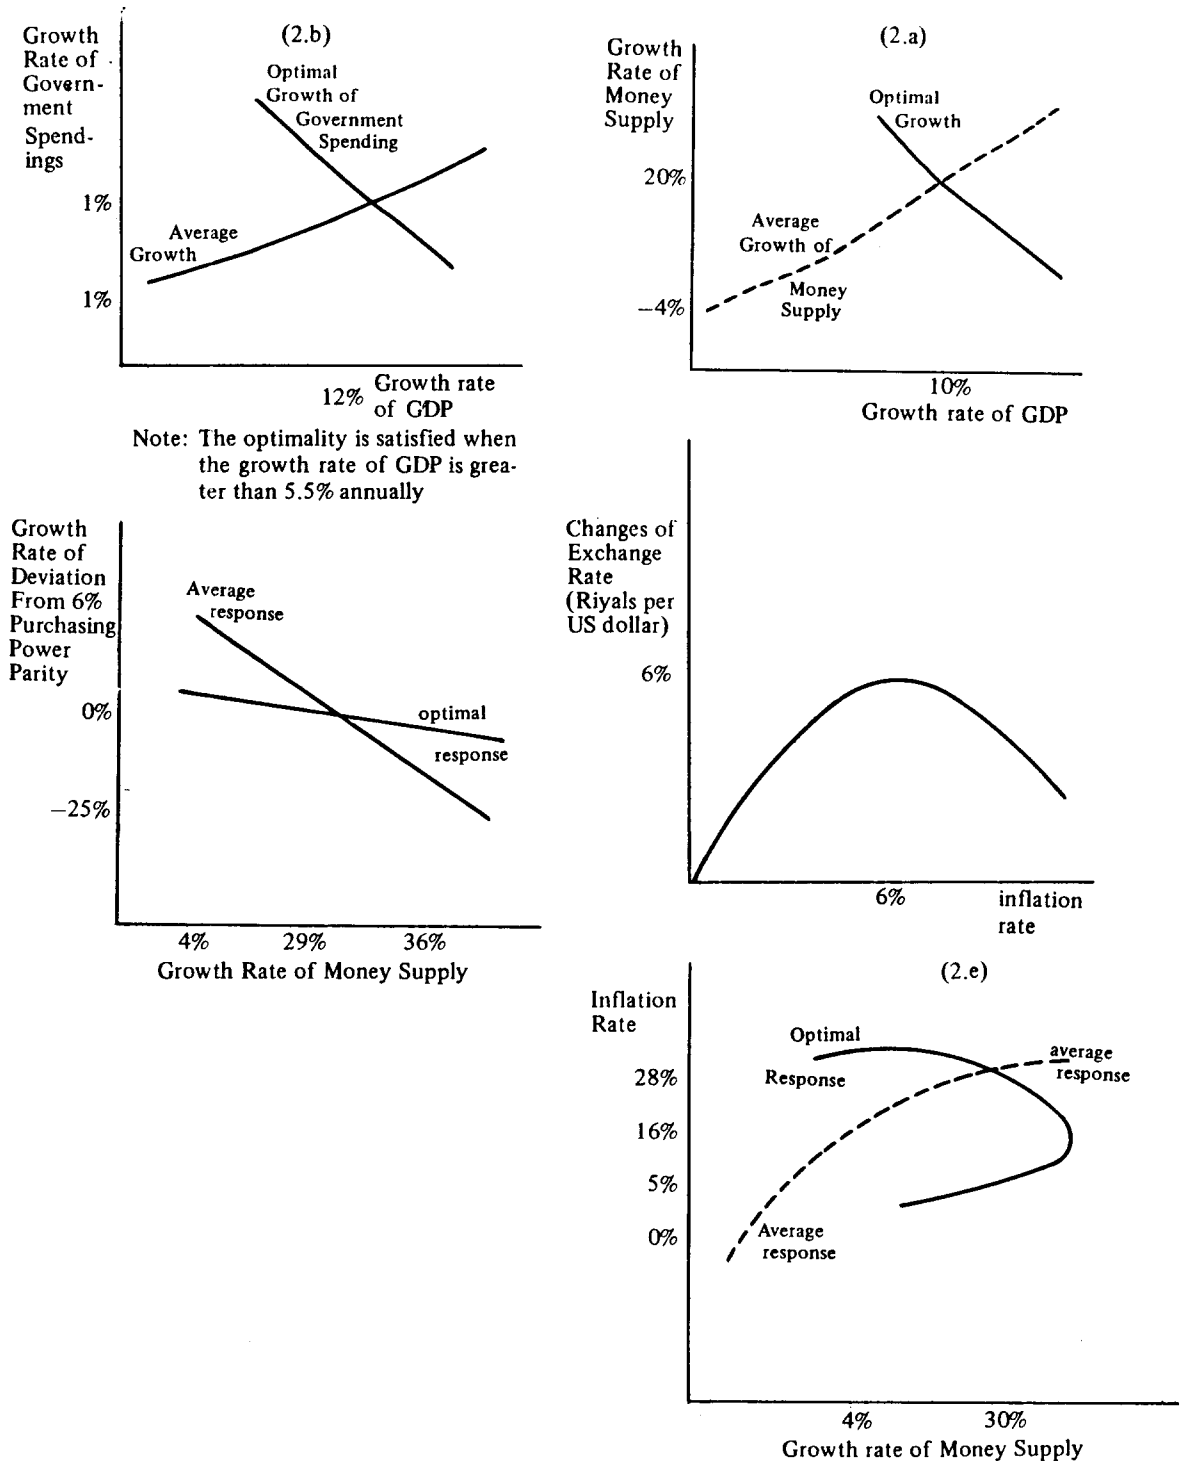 (2.b)
Growth
Rate of
Govern-
ment
Spend-
ings
Optimal
Growth of
Government
Spending
1%
Average
Growth
1%
12%
Growth rate
of GDP
Note: The optimality is satisfied when
the growth rate of GDP is grea-
ter than 5.5% annually
(2.a)
Growth
Rate of
Money
Supply
Optimal
Growth
20%
Average
Growth of
Money
Supply
−4%
10%
Growth rate of GDP
Growth
Rate of
Deviation
From 6%
Purchasing
Power
Parity
Average
response
0%
optimal
response
−25%
4% 29% 36%
Growth Rate of Money Supply
Changes of
Exchange
Rate
(Riyals per
US dollar)
6%
6%
inflation
rate
(2.e)
Inflation
Rate
Optimal
Response
average
response
28%
16%
5%
0%
Average
response
4% 30%
Growth rate of Money Supply